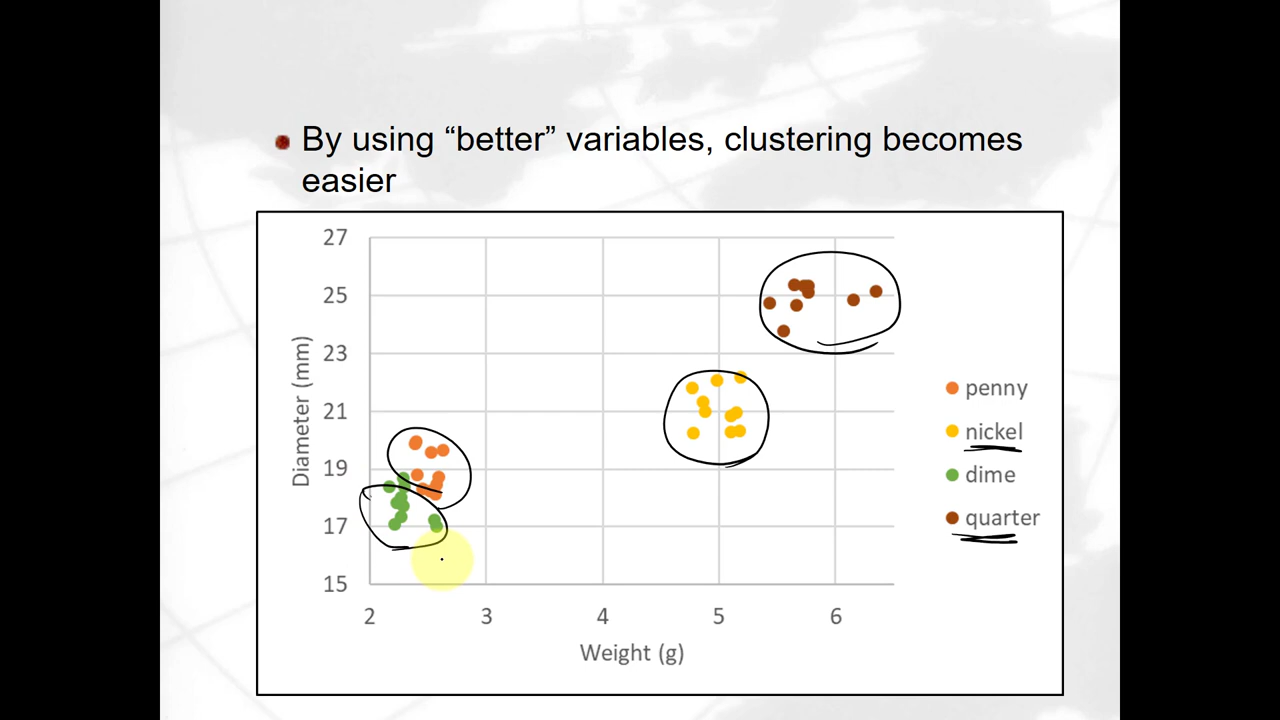 By using “better” variables, clustering becomes
easier
27
25
23
21
19
17
15
Diameter (mm)
2 3 4 5 6
Weight (g)
penny
nickel
dime
quarter